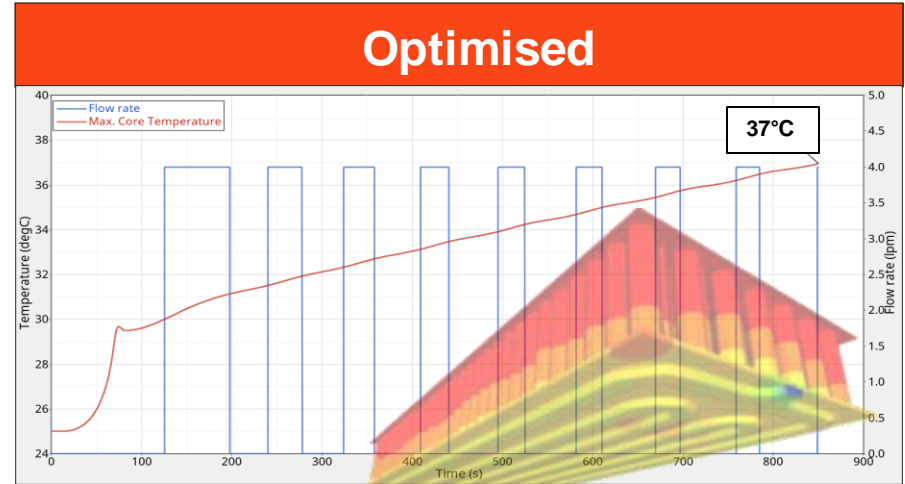 Optimised
Flow rate
Max. Core Temperature
37°C
Temperature (degC)
40
38
36
34
32
30
28
26
24
Flow rate (lpm)
5.0
4.5
4.0
3.5
3.0
2.5
2.0
1.5
1.0
0.5
0.0
0 100 200 300 400 500 600 700 800 900
Time (s)